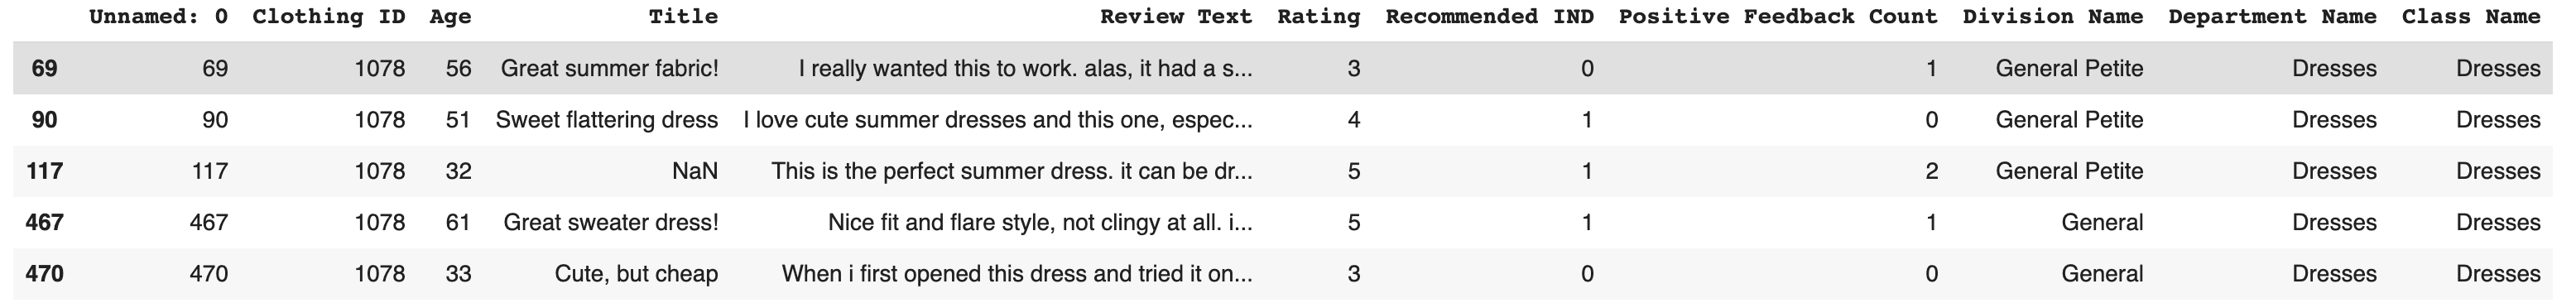 Unnamed: 0 Clothing ID Age Title Review Text Rating Recommended IND Positive Feedback Count Division Name Department Name Class Name
69 69 1078 56 Great summer fabric! I really wanted this to work. alas, it had a s... 3 0 1 General Petite Dresses Dresses
90 90 1078 51 Sweet flattering dress I love cute summer dresses and this one, espec... 4 1 0 General Petite Dresses Dresses
117 117 1078 32 NaN This is the perfect summer dress. it can be dr... 5 1 2 General Petite Dresses Dresses
467 467 1078 61 Great sweater dress! Nice fit and flare style, not clingy at all. i... 5 1 1 General Dresses Dresses
470 470 1078 33 Cute, but cheap When i first opened this dress and tried it on... 3 0 0 General Dresses Dresses